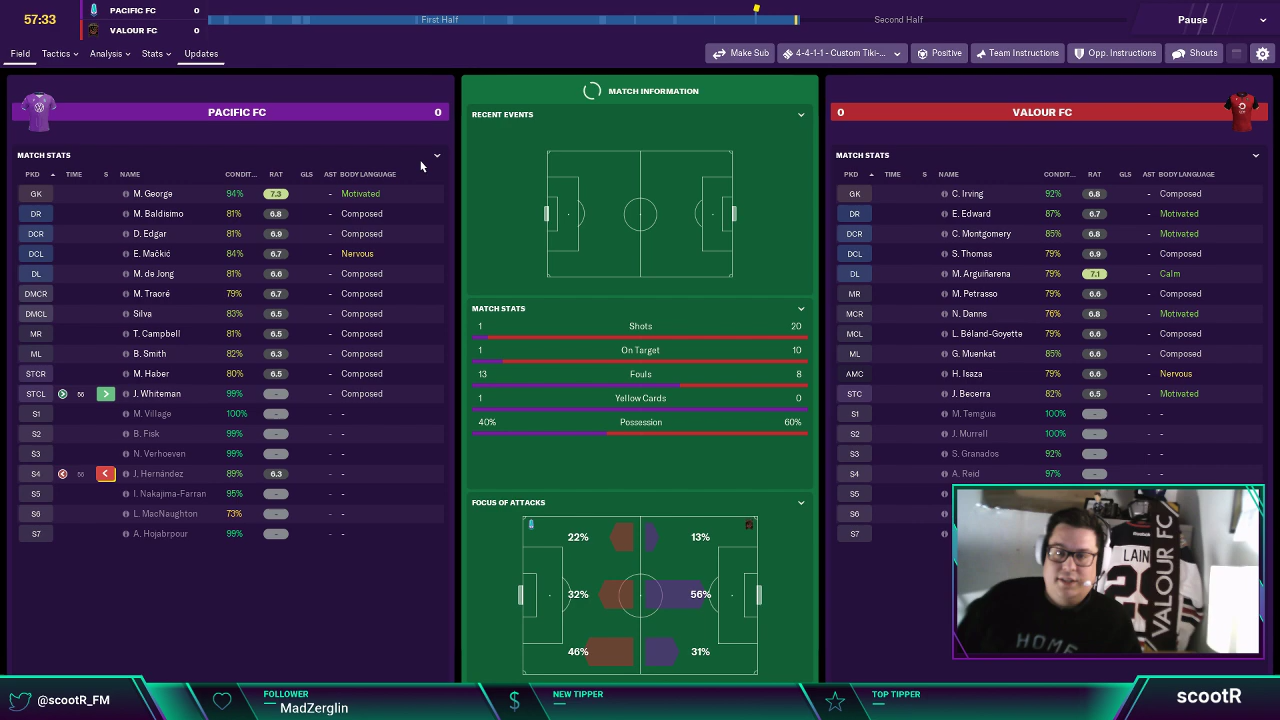 57:33
PACIFIC FC 0
VALOUR FC 0
First Half
Second Half
Pause
Field
Tactics
Analysis
Stats
Updates
Make Sub
4-4-1-1 - Custom Tiki-...
Positive
Team Instructions
Opp. Instructions
Shouts
PACIFIC FC 0
MATCH STATS
PKD TIME S NAME CONDIT... RAT GLS AST BODY LANGUAGE
GK M. George 94% 7.3 - Motivated
DR M. Baldisimo 81% 6.8 - Composed
DCR D. Edgar 81% 6.9 - Composed
DCL E. Mačkić 84% 6.7 - Nervous
DL M. de Jong 81% 6.6 - Composed
DMCR M. Traoré 79% 6.7 - Composed
DMCL Silva 83% 6.5 - Composed
MR T. Campbell 81% 6.5 - Composed
ML B. Smith 82% 6.3 - Composed
STCR M. Haber 80% 6.5 - Composed
STCL 56 J. Whiteman 99% - - Composed
S1 M. Village 100% - - -
S2 B. Fisk 99% - - -
S3 N. Verhoeven 99% - - -
S4 56 J. Hernández 89% 6.3 - -
S5 I. Nakajima-Farran 95% - - -
S6 L. MacNaughton 73% - - -
S7 A. Hojabrpour 99% - - -
MATCH INFORMATION
RECENT EVENTS
MATCH STATS
1 Shots 20
1 On Target 10
13 Fouls 8
1 Yellow Cards 0
40% Possession 60%
FOCUS OF ATTACKS
22% 13%
32% 56%
46% 31%
0 VALOUR FC
MATCH STATS
PKD TIME S NAME CONDIT... RAT GLS AST BODY LANGUAGE
GK C. Irving 92% 6.8 - Composed
DR E. Edward 87% 6.7 - Motivated
DCR C. Montgomery 85% 6.8 - Motivated
DCL S. Thomas 79% 6.9 - Composed
DL M. Arguiñarena 79% 7.1 - Calm
MR M. Petrasso 79% 6.6 - Composed
MCR N. Danns 76% 6.8 - Motivated
MCL L. Béland-Goyette 79% 6.6 - Composed
ML G. Muenkat 85% 6.6 - Composed
AMC H. Isaza 79% 6.6 - Nervous
STC J. Becerra 82% 6.5 - Motivated
S1 M. Temguia 100% - - -
S2 J. Murrell 100% - - -
S3 S. Granados 92% - - -
S4 A. Reid 97% - - -
S5
S6
S7
LAIN
VALOUR FC
HOME
@scootR_FM
FOLLOWER
MadZerglin
NEW TIPPER
TOP TIPPER
scootR